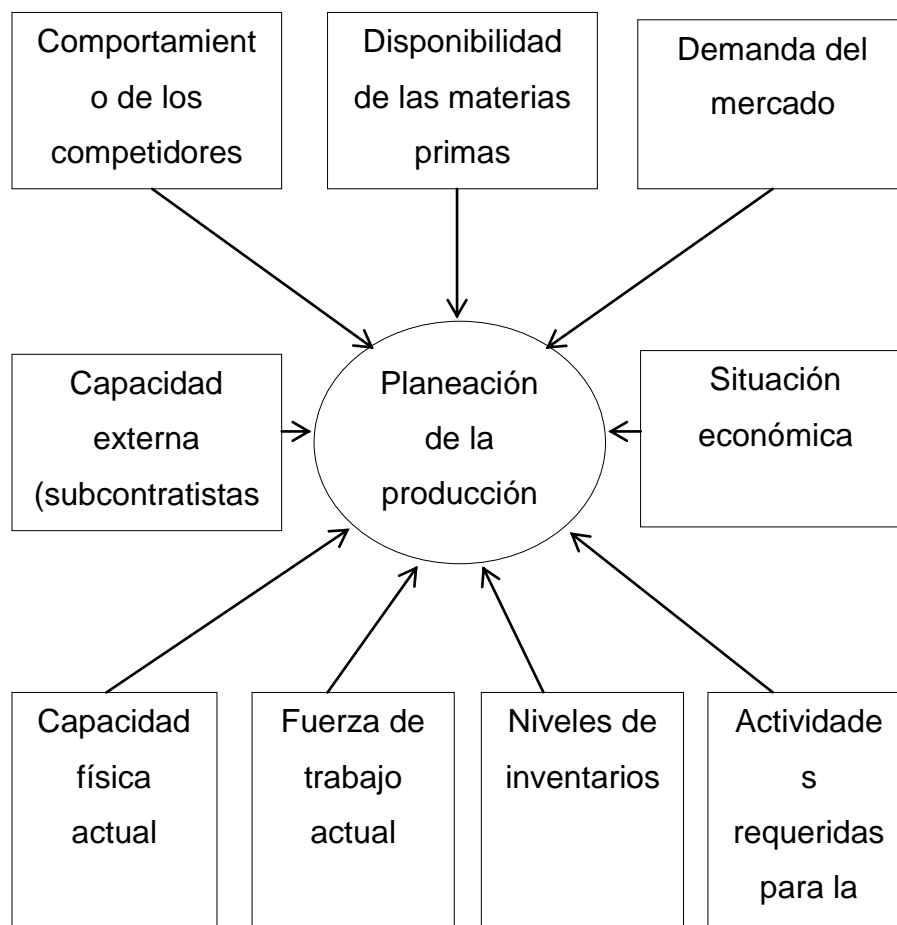 Comportamient
o de los
competidores
Disponibilidad
de las materias
primas
Demanda del
mercado
Capacidad
externa
(subcontratistas
Planeación
de la
producción
Situación
económica
Capacidad
física
actual
Fuerza de
trabajo
actual
Niveles de
inventarios
Actividade
s
requeridas
para la